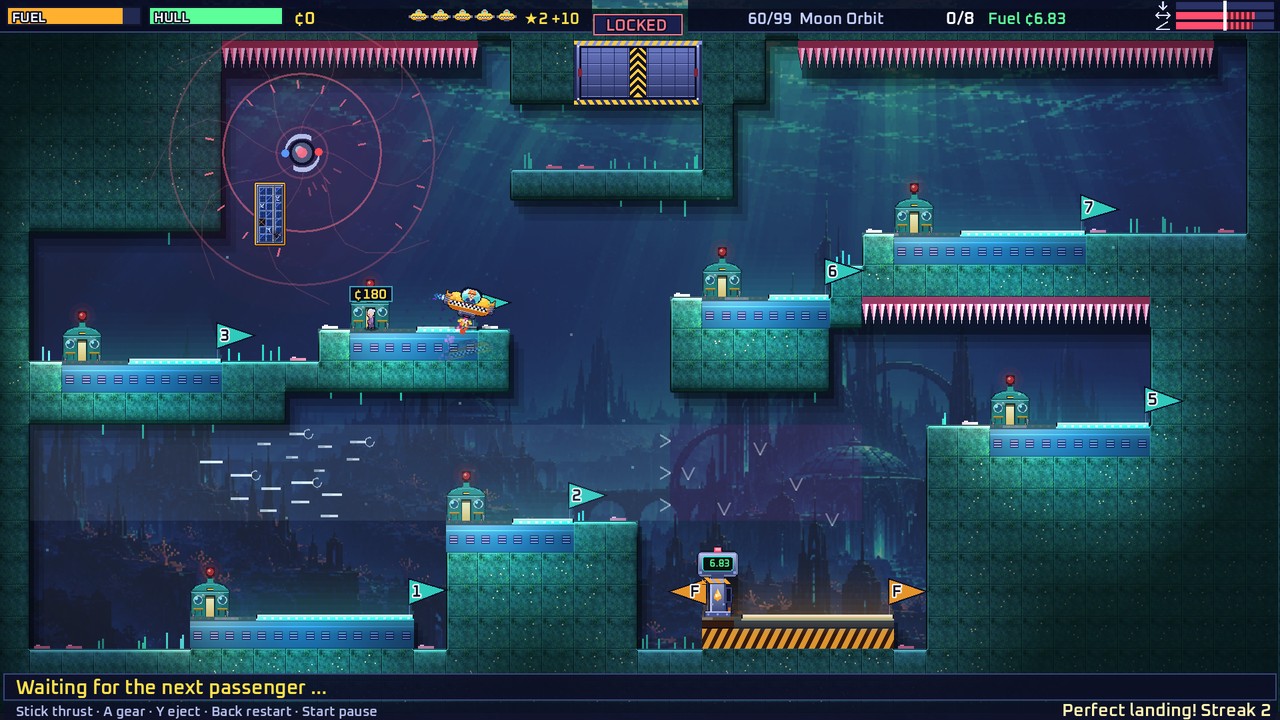 FUEL HULL ¢0 ★2 +10 LOCKED 60/99 Moon Orbit 0/8 Fuel ¢6.83
7
6
¢180
3
5
2
6.83
1
F F
Waiting for the next passenger ...
Stick thrust · A gear · Y eject · Back restart · Start pause
Perfect landing! Streak 2